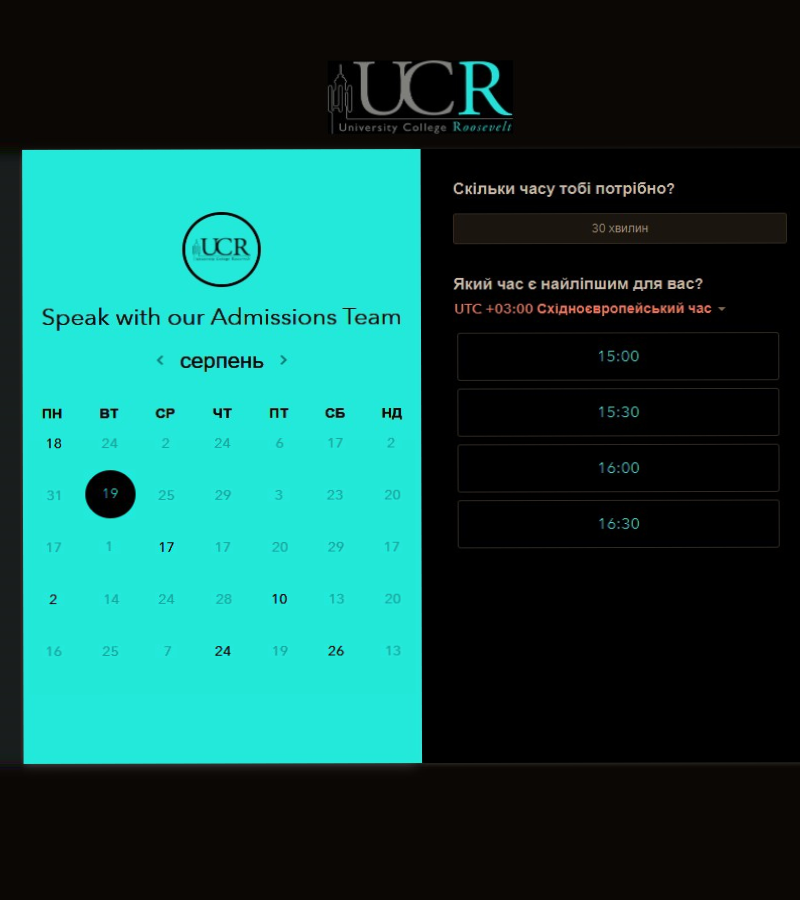 UCR
University College Roosevelt
UCR
University College Roosevelt
Speak with our Admissions Team
серпень
ПН ВТ СР ЧТ ПТ СБ НД
18 24 2 24 6 17 2
31 19 25 29 3 23 20
17 1 17 17 20 29 17
2 14 24 28 10 13 20
16 25 7 24 19 26 13
Скільки часу тобі потрібно?
30 хвилин
Який час є найліпшим для вас?
UTC +03:00 Східноєвропейський час
15:00
15:30
16:00
16:30